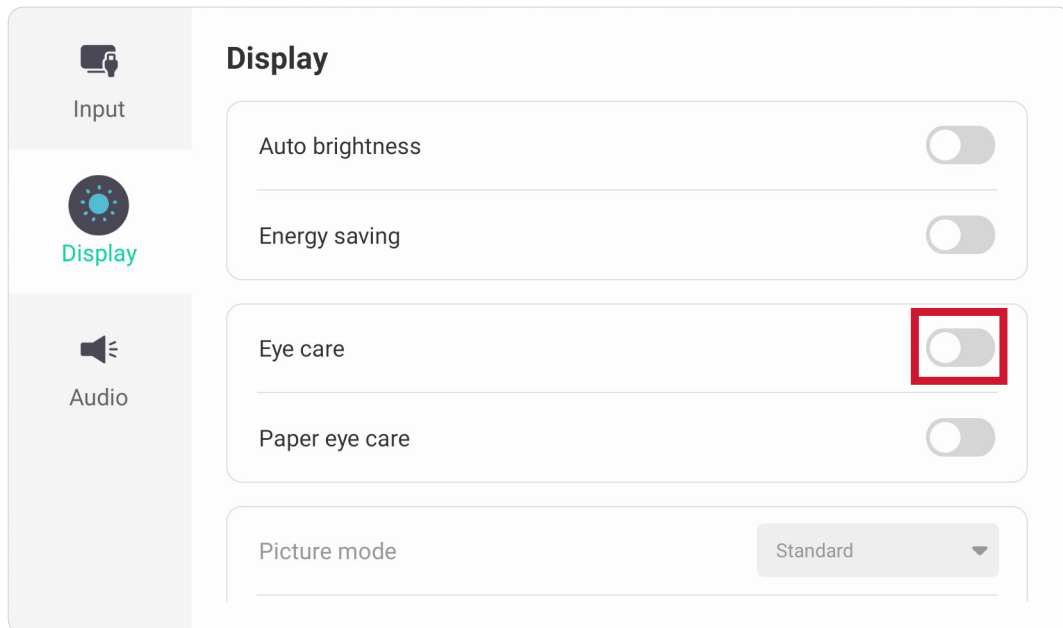 Input
Display
Audio
Display
Auto brightness
Energy saving
Eye care
Paper eye care
Picture mode Standard